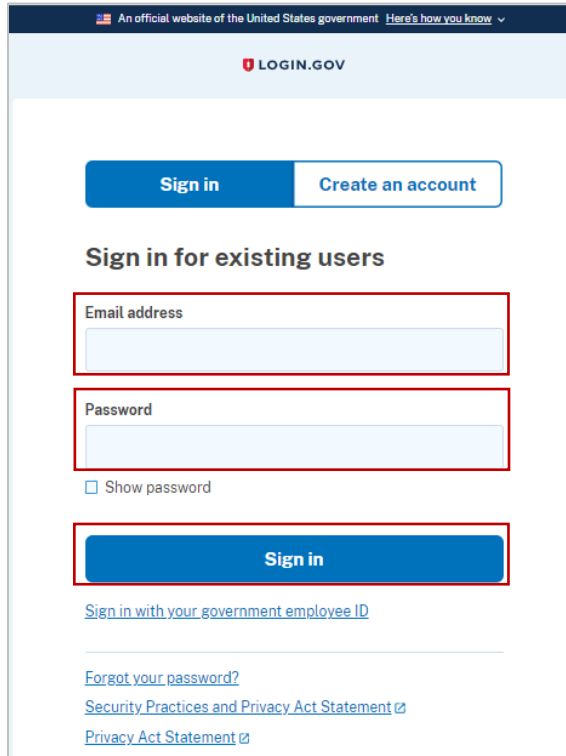 An official website of the United States government Here's how you know
LOGIN.GOV
Sign in Create an account
Sign in for existing users
Email address
Password
Show password
Sign in
Sign in with your government employee ID
Forgot your password?
Security Practices and Privacy Act Statement
Privacy Act Statement